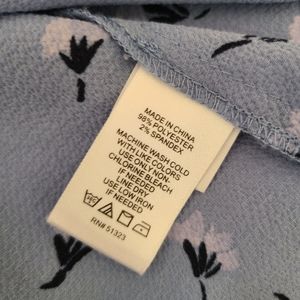 MADE IN CHINA
98% POLYESTER
2% SPANDEX
MACHINE WASH COLD
WITH LIKE COLORS
USE ONLY NON
CHLORINE BLEACH
IF NEEDED
LINE DRY
USE LOW IRON
IF NEEDED
RN# 51323